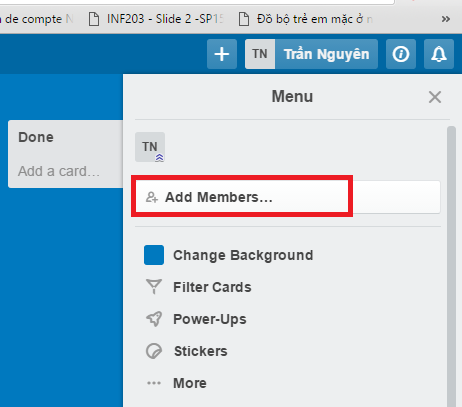 de compte N
INF203 - Slide 2 -SP15
Đồ bộ trẻ em mặc ở n
»
+ TN Trần Nguyên
Menu
Done
TN
Add a card…
Add Members…
Change Background
Filter Cards
Power-Ups
Stickers
More